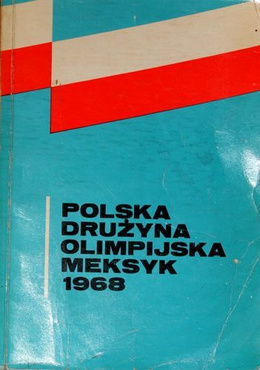 POLSKA
DRUŻYNA
OLIMPIJSKA
MEKSYK
1968